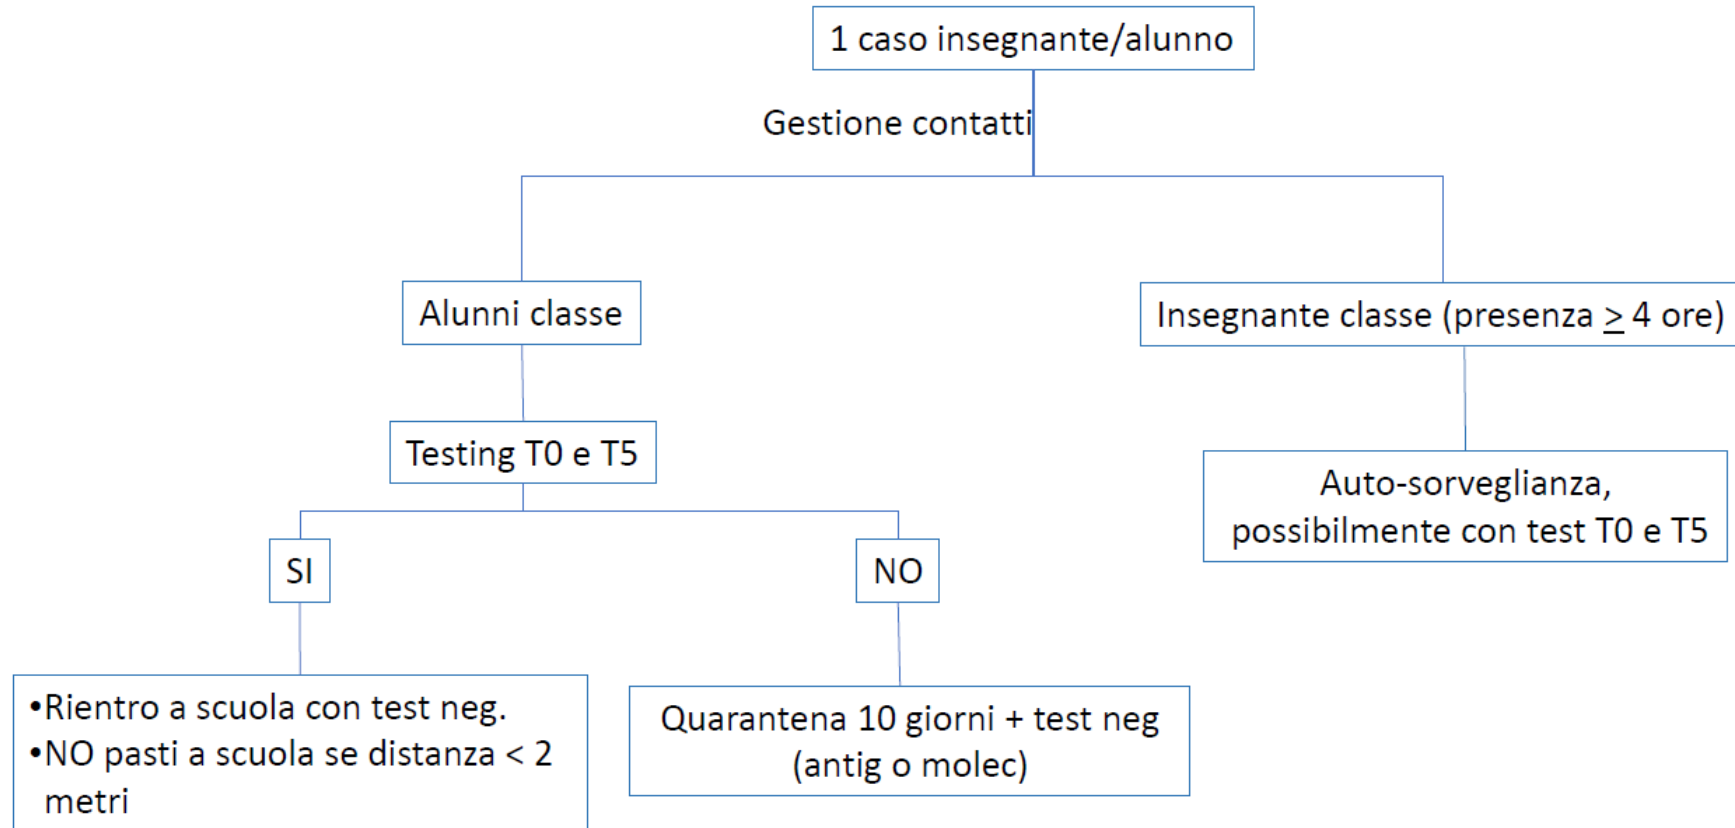 1 caso insegnante/alunno
Gestione contatti
Alunni classe
Insegnante classe (presenza ≥ 4 ore)
Testing T0 e T5
Auto-sorveglianza,
possibilmente con test T0 e T5
SI
NO
•Rientro a scuola con test neg.
•NO pasti a scuola se distanza < 2
metri
Quarantena 10 giorni + test neg
(antig o molec)